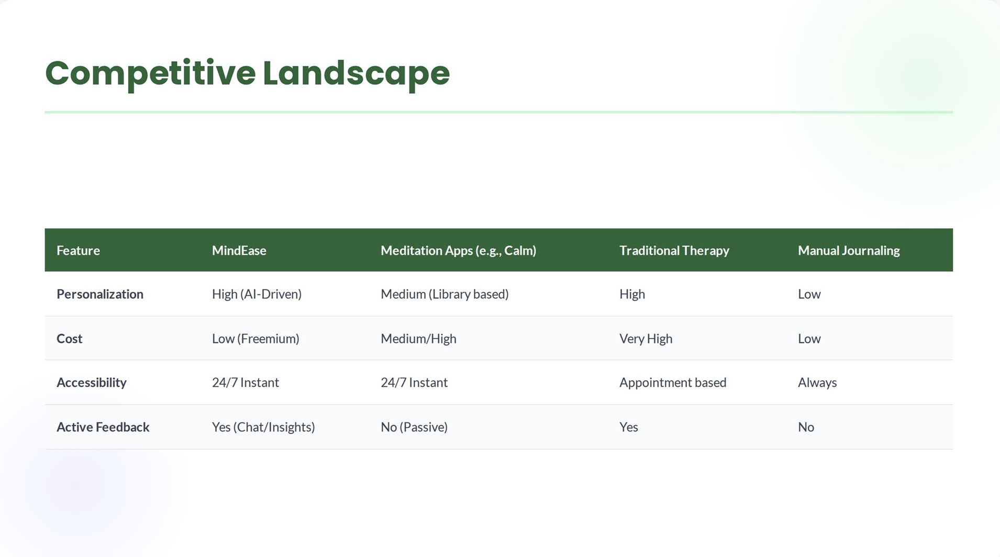 Competitive Landscape
Feature MindEase Meditation Apps (e.g., Calm) Traditional Therapy Manual Journaling
Personalization High (AI-Driven) Medium (Library based) High Low
Cost Low (Freemium) Medium/High Very High Low
Accessibility 24/7 Instant 24/7 Instant Appointment based Always
Active Feedback Yes (Chat/Insights) No (Passive) Yes No